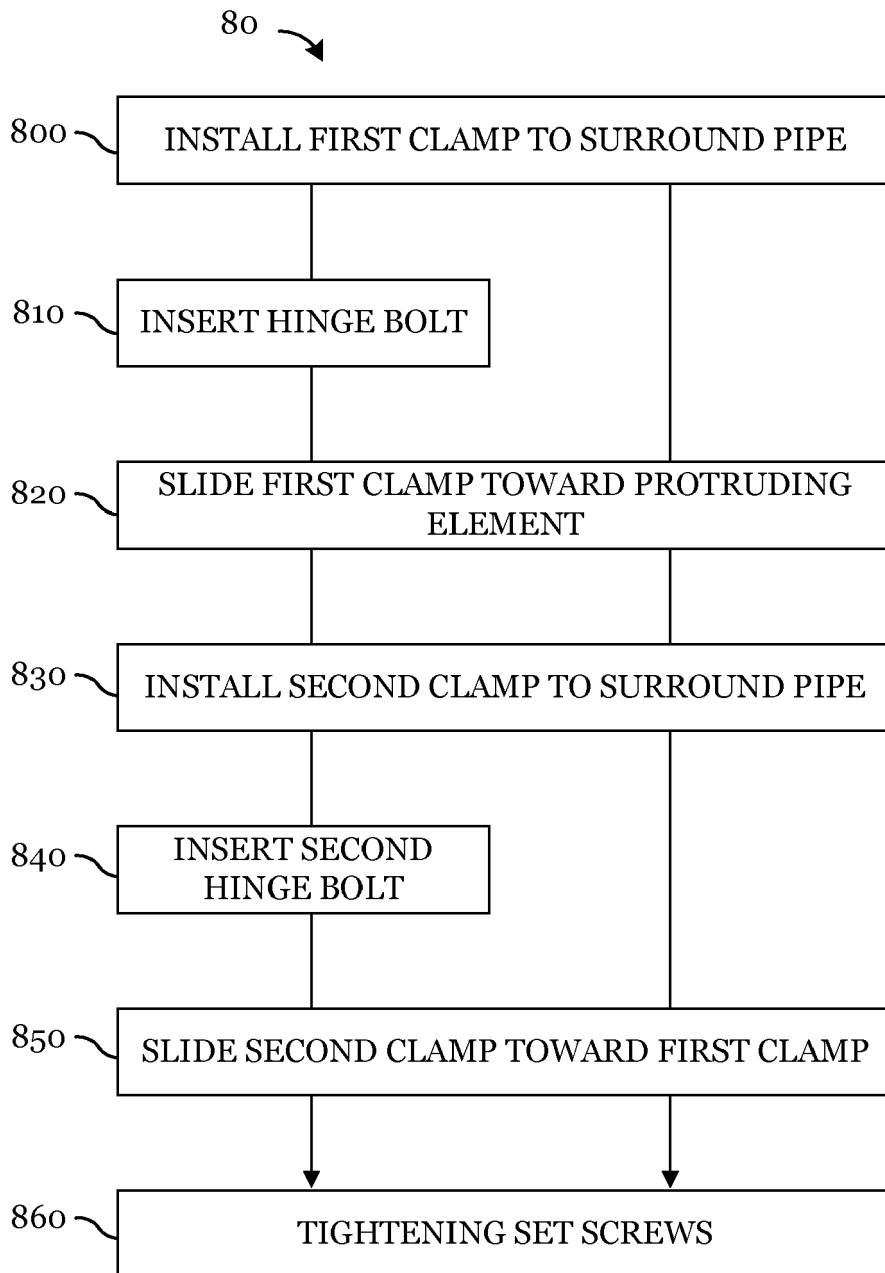 80
800
INSTALL FIRST CLAMP TO SURROUND PIPE
810
INSERT HINGE BOLT
820
SLIDE FIRST CLAMP TOWARD PROTRUDING
ELEMENT
830
INSTALL SECOND CLAMP TO SURROUND PIPE
840
INSERT SECOND
HINGE BOLT
850
SLIDE SECOND CLAMP TOWARD FIRST CLAMP
860
TIGHTENING SET SCREWS